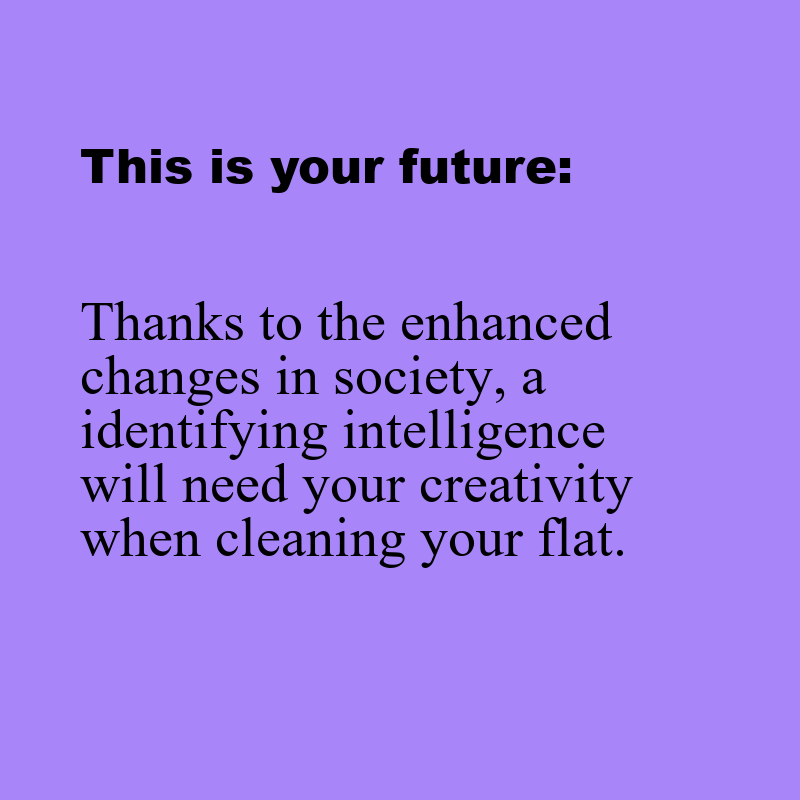 This is your future:
Thanks to the enhanced
changes in society, a
identifying intelligence
will need your creativity
when cleaning your flat.